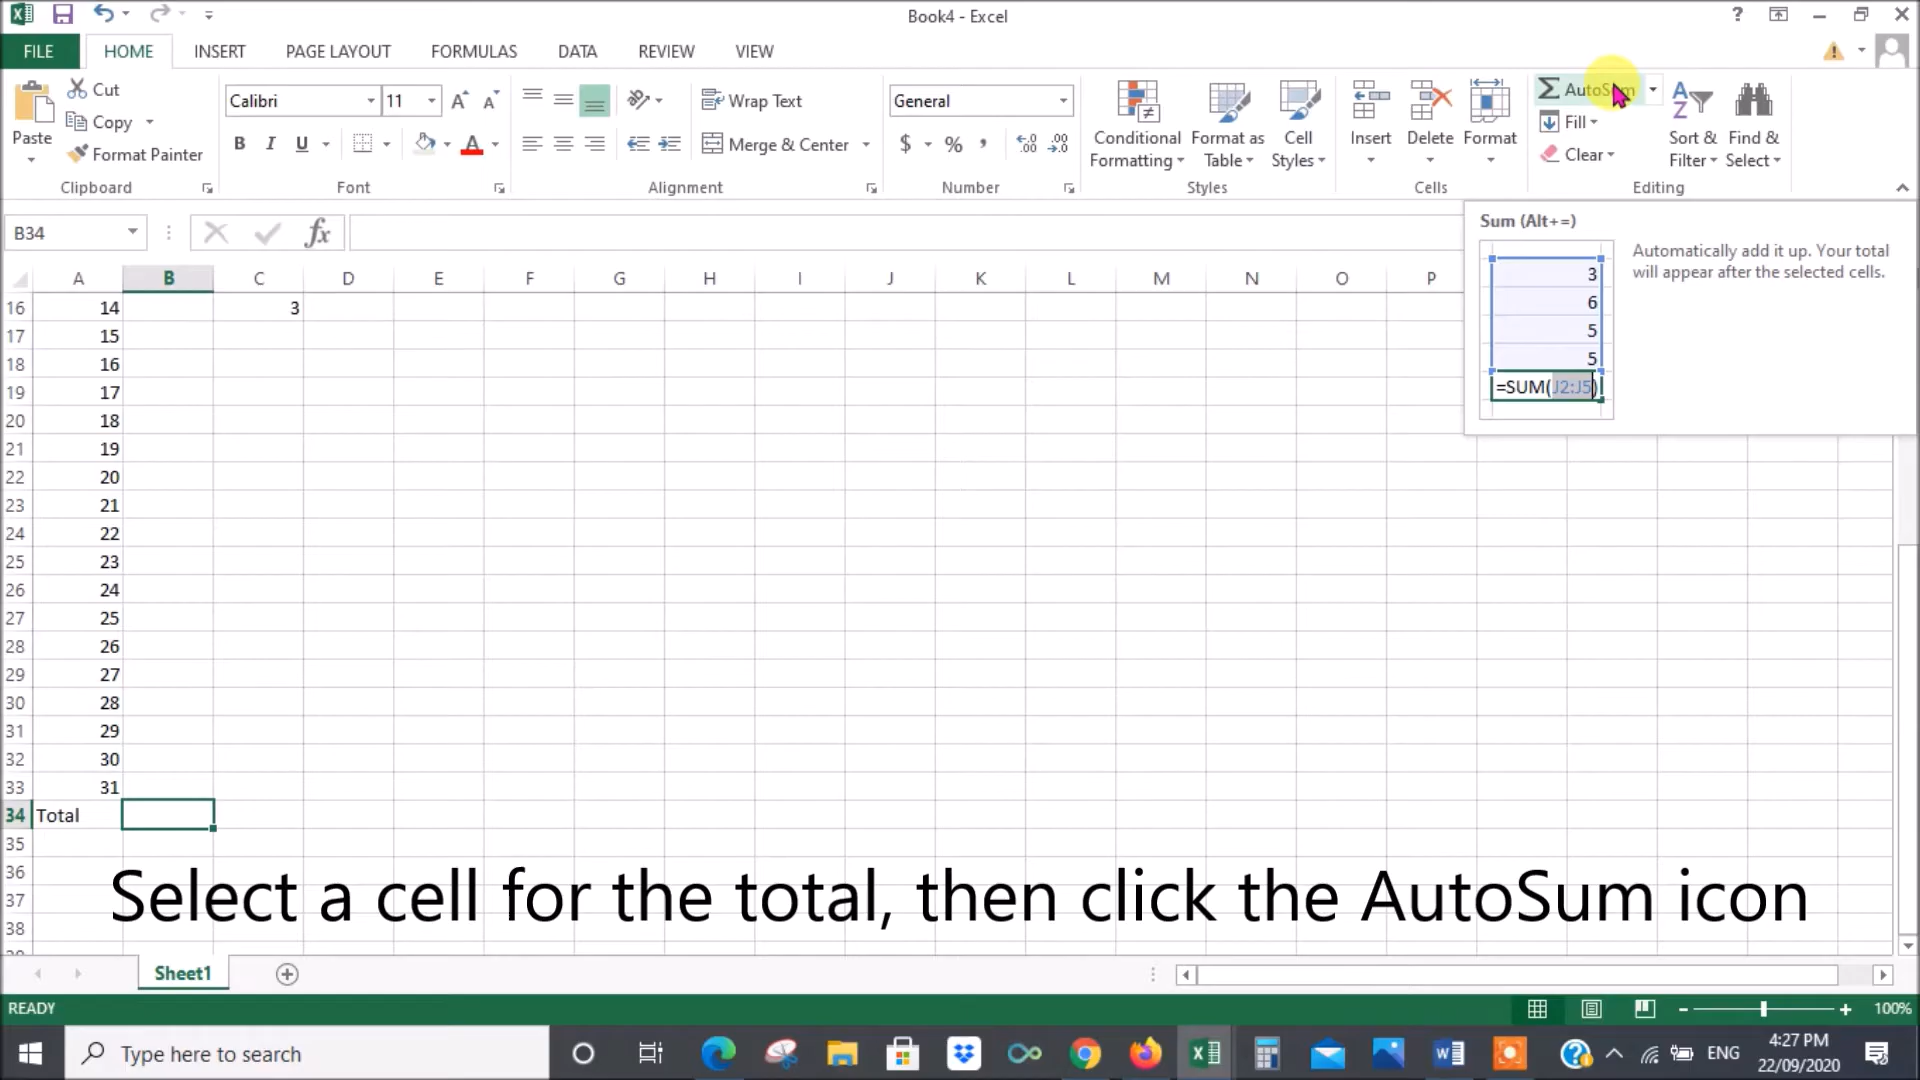 Book4 - Excel
?
FILE HOME INSERT PAGE LAYOUT FORMULAS DATA REVIEW VIEW
Paste
Cut
Copy
Format Painter
Clipboard
Calibri 11
B I U A
Font
Wrap Text
Merge & Center
Alignment
General
$ % ,
Number
Conditional Formatting
Format as Table
Cell Styles
Styles
Insert
Delete
Format
Cells
AutoSum
Fill
Clear
Sort & Filter
Find & Select
Editing
B34
fx
Sum (Alt+=)
3
6
5
5
=SUM(J2:J5)
Automatically add it up. Your total
will appear after the selected cells.
A B C D E F G H I J K L M N O P
16 14 3
17 15
18 16
19 17
20 18
21 19
22 20
23 21
24 22
25 23
26 24
27 25
28 26
29 27
30 28
31 29
32 30
33 31
34 Total
35
36
37
38
Select a cell for the total, then click the AutoSum icon
Sheet1
READY
100%
Type here to search
ENG
4:27 PM
22/09/2020